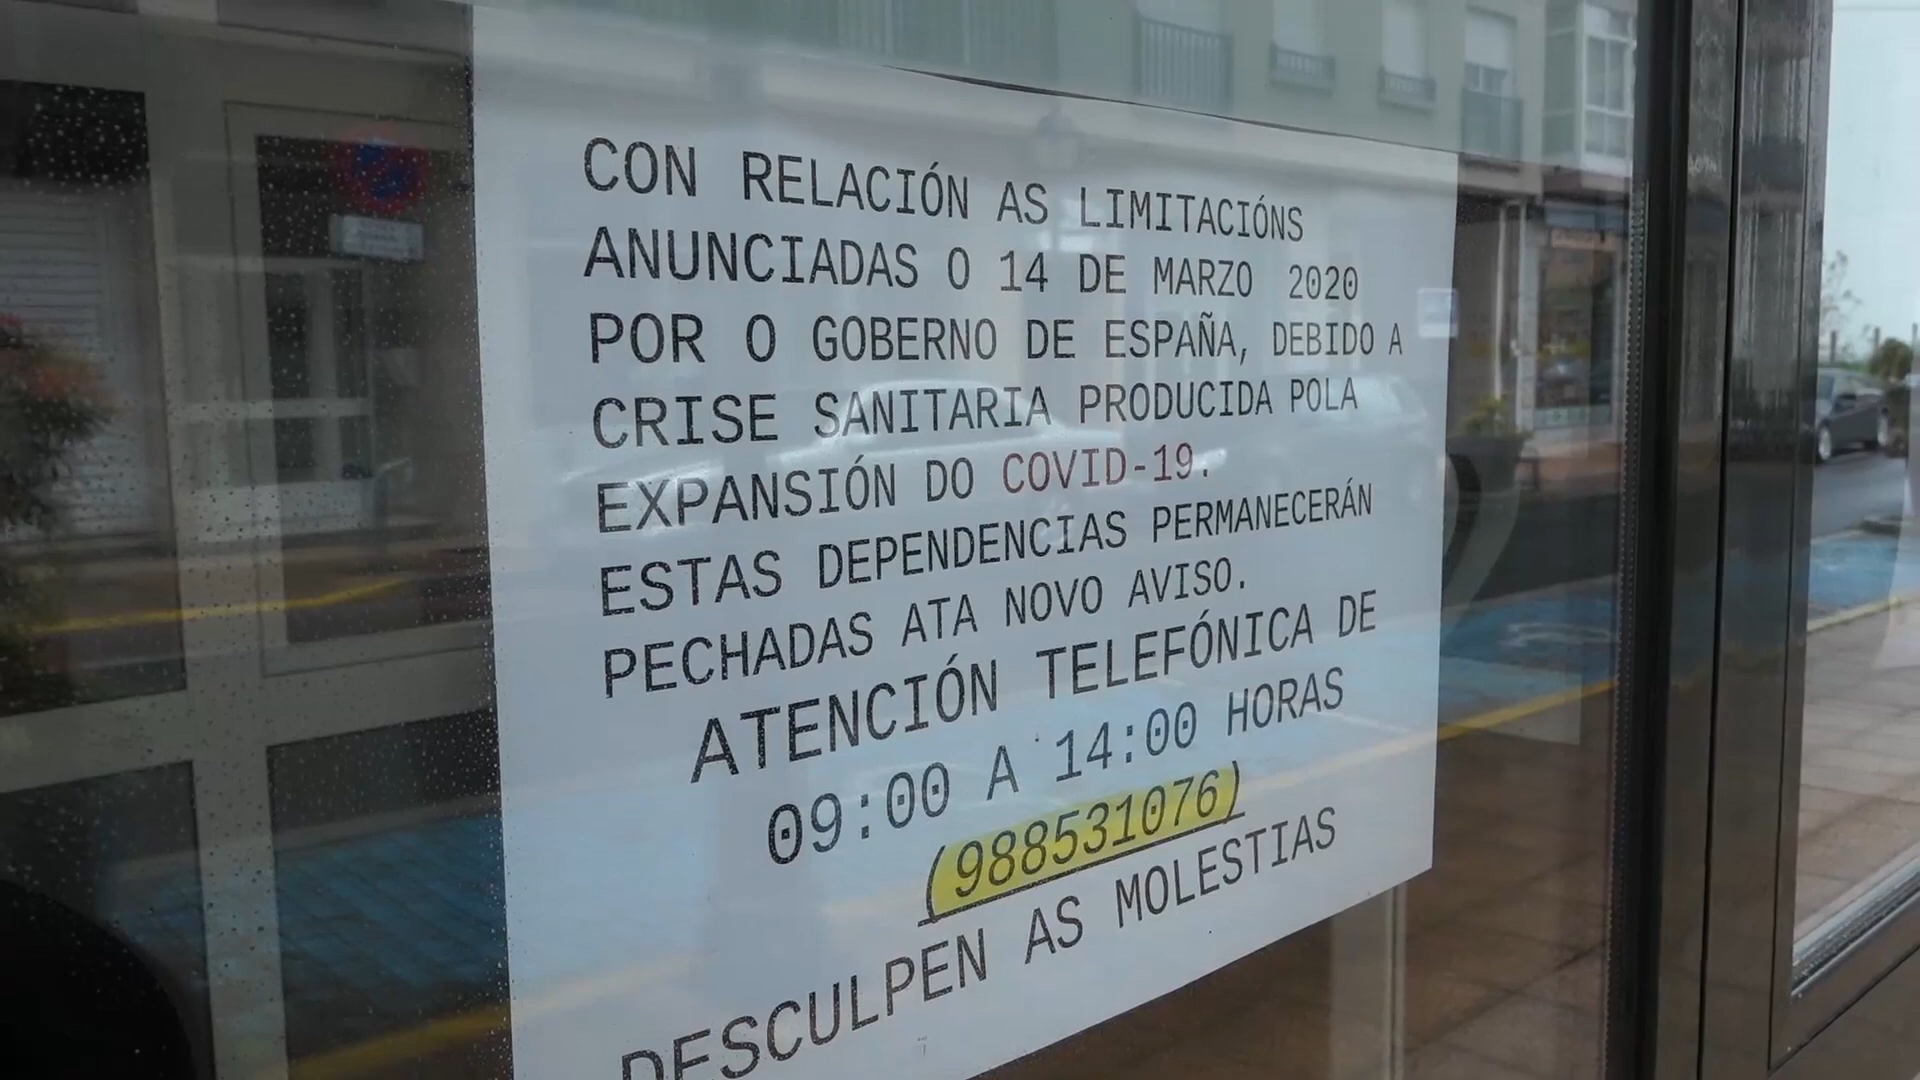 CON RELACIÓN AS LIMITACIÓNS
ANUNCIADAS O 14 DE MARZO 2020
POR O GOBERNO DE ESPAÑA, DEBIDO A
CRISE SANITARIA PRODUCIDA POLA
EXPANSIÓN DO COVID-19.
ESTAS DEPENDENCIAS PERMANECERÁN
PECHADAS ATA NOVO AVISO.
ATENCIÓN TELEFÓNICA DE
09:00 A 14:00 HORAS
(988531076)
DESCULPEN AS MOLESTIAS